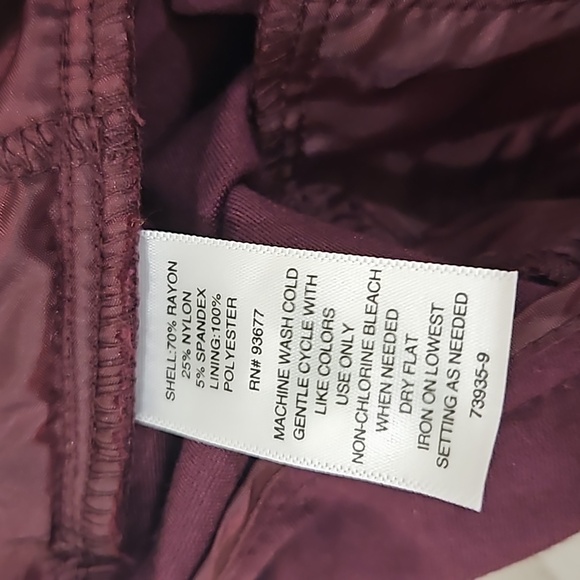 SHELL:70% RAYON
25% NYLON
5% SPANDEX
LINING:100%
POLYESTER
RN# 93677
MACHINE WASH COLD
GENTLE CYCLE WITH
LIKE COLORS
USE ONLY
NON-CHLORINE BLEACH
WHEN NEEDED
DRY FLAT
IRON ON LOWEST
SETTING AS NEEDED
73935-9